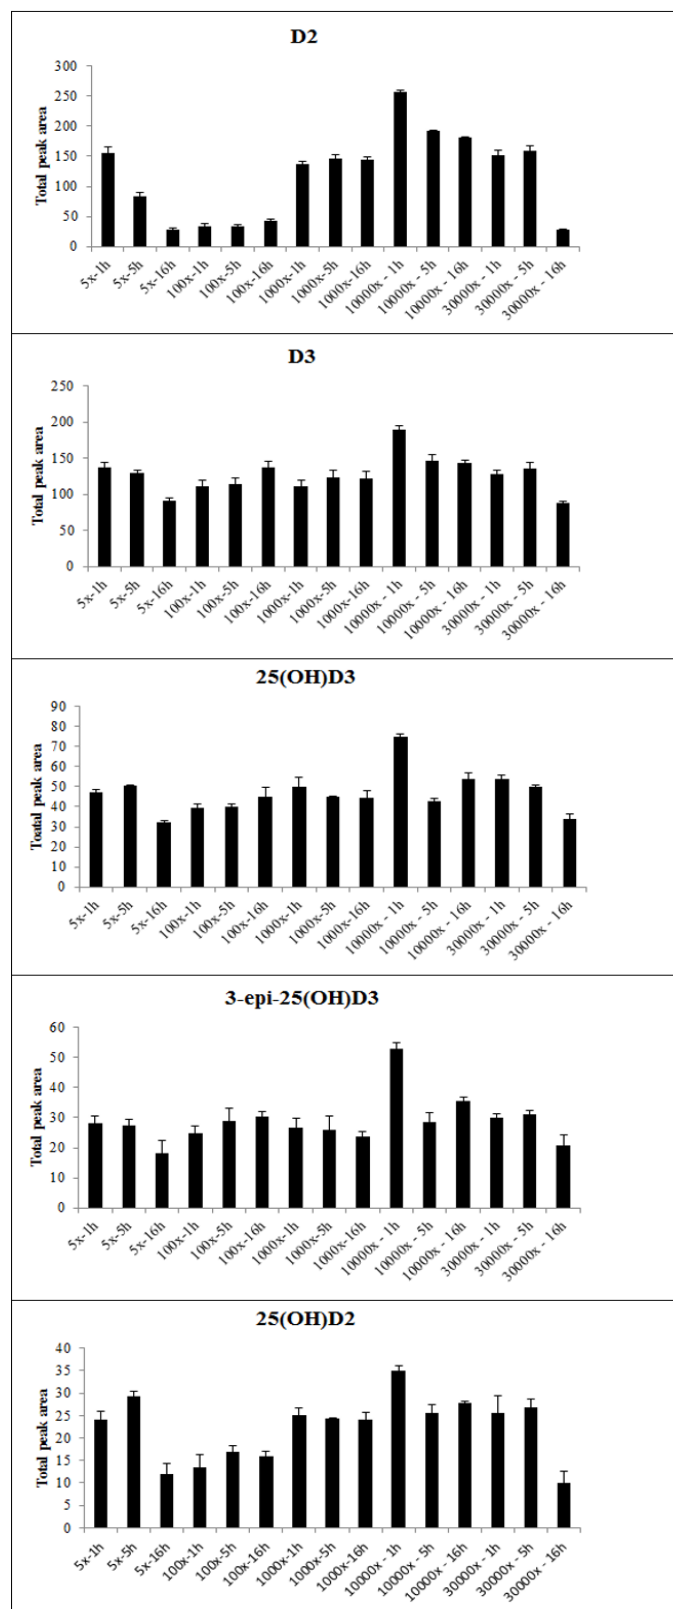 D2
Total peak area
300
250
200
150
100
50
0
5x-1h
5x-5h
5x-16h
100x-1h
100x-5h
100x-16h
1000x-1h
1000x-5h
1000x-16h
10000x - 1h
10000x - 5h
10000x - 16h
30000x - 1h
30000x - 5h
30000x - 16h
D3
Total peak area
250
200
150
100
50
0
5x-1h
5x-5h
5x-16h
100x-1h
100x-5h
100x-16h
1000x-1h
1000x-5h
1000x-16h
10000x - 1h
10000x - 5h
10000x - 16h
30000x - 1h
30000x - 5h
30000x - 16h
25(OH)D3
Toatal peak area
90
80
70
60
50
40
30
20
10
0
5x-1h
5x-5h
5x-16h
100x-1h
100x-5h
100x-16h
1000x-1h
1000x-5h
1000x-16h
10000x - 1h
10000x - 5h
10000x - 16h
30000x - 1h
30000x - 5h
30000x - 16h
3-epi-25(OH)D3
Total peak area
60
50
40
30
20
10
0
5x-1h
5x-5h
5x-16h
100x-1h
100x-5h
100x-16h
1000x-1h
1000x-5h
1000x-16h
10000x - 1h
10000x - 5h
10000x - 16h
30000x - 1h
30000x - 5h
30000x - 16h
25(OH)D2
Total peak area
40
35
30
25
20
15
10
5
0
5x-1h
5x-5h
5x-16h
100x-1h
100x-5h
100x-16h
1000x-1h
1000x-5h
1000x-16h
10000x - 1h
10000x - 5h
10000x - 16h
30000x - 1h
30000x - 5h
30000x - 16h